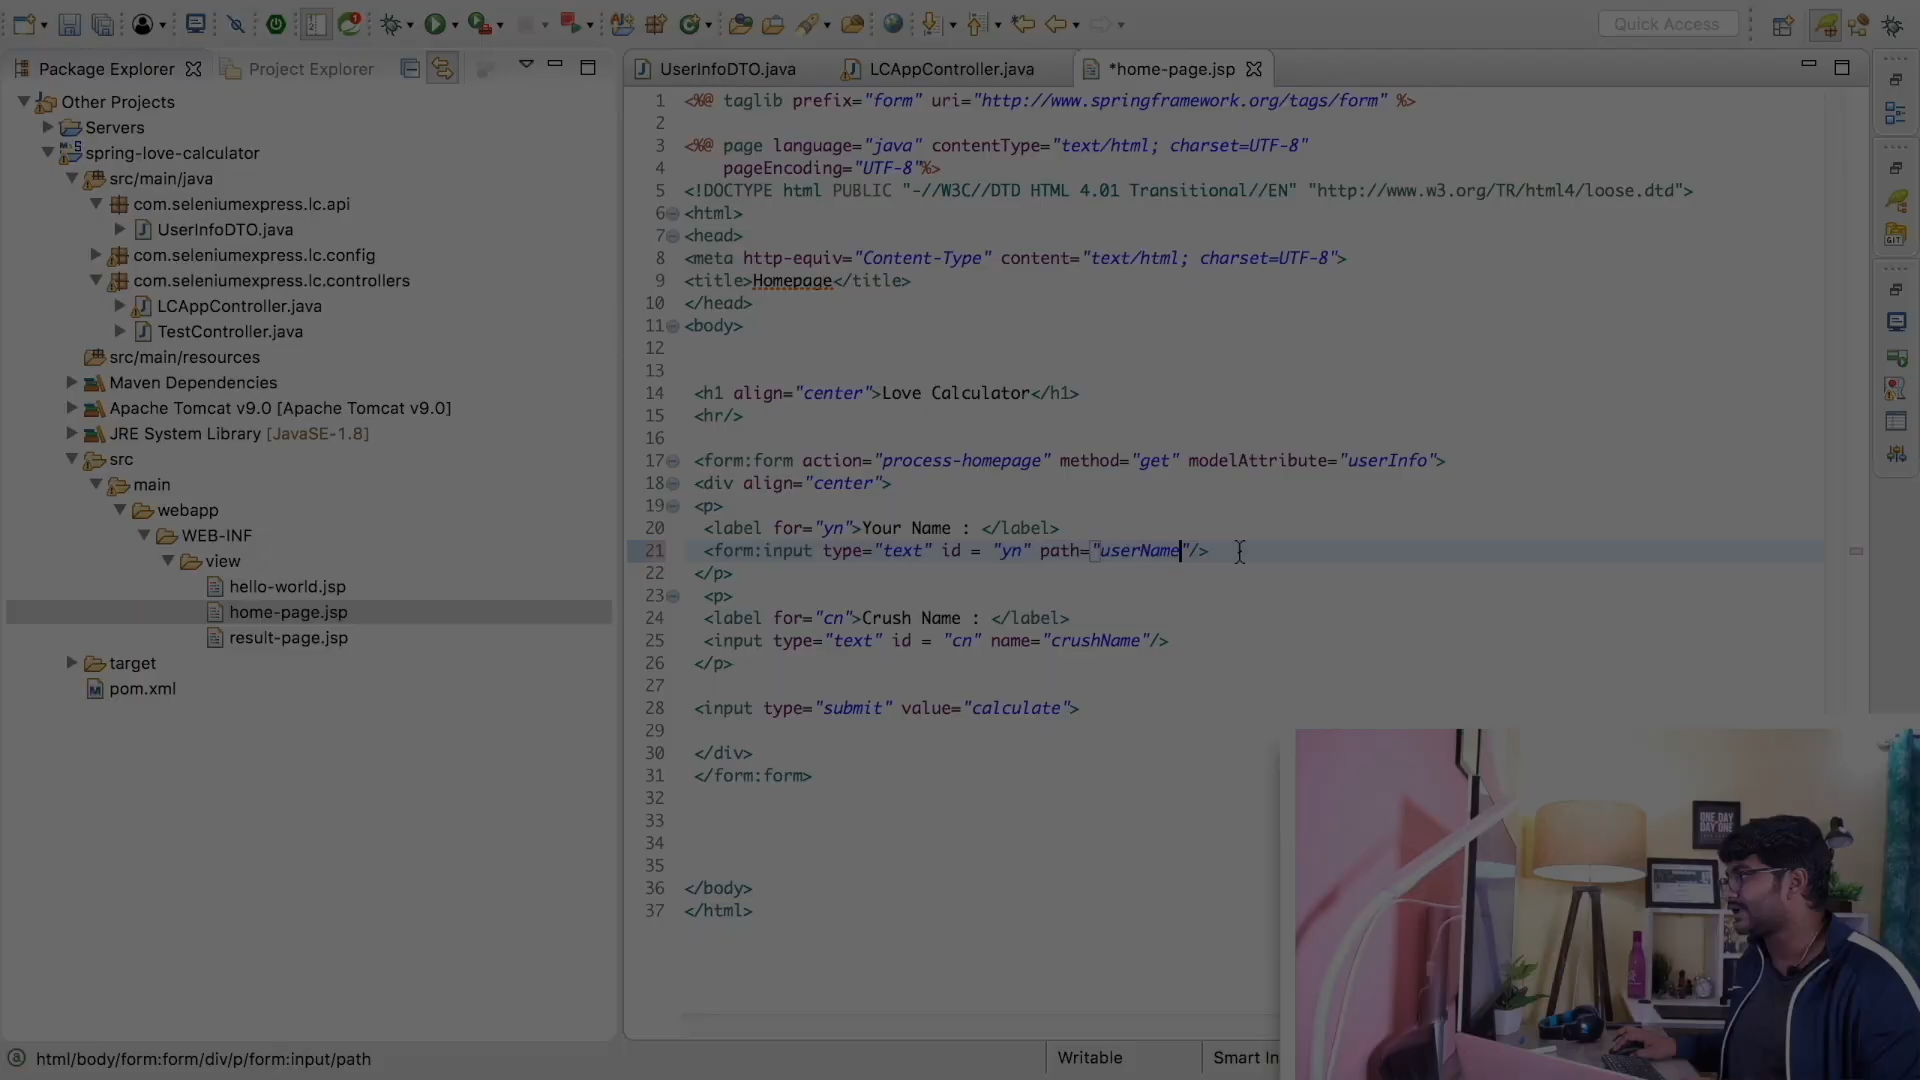 Quick Access
Package Explorer
Project Explorer
UserInfoDTO.java
LCAppController.java
*home-page.jsp
Other Projects
Servers
spring-love-calculator
src/main/java
com.seleniumexpress.lc.api
UserInfoDTO.java
com.seleniumexpress.lc.config
com.seleniumexpress.lc.controllers
LCAppController.java
TestController.java
src/main/resources
Maven Dependencies
Apache Tomcat v9.0 [Apache Tomcat v9.0]
JRE System Library [JavaSE-1.8]
src
main
webapp
WEB-INF
view
hello-world.jsp
home-page.jsp
result-page.jsp
target
pom.xml
1 <%@ taglib prefix="form" uri="http://www.springframework.org/tags/form" %>
2
3 <%@ page language="java" contentType="text/html; charset=UTF-8"
4 pageEncoding="UTF-8"%>
5 <!DOCTYPE html PUBLIC "-//W3C//DTD HTML 4.01 Transitional//EN" "http://www.w3.org/TR/html4/loose.dtd">
6 <html>
7 <head>
8 <meta http-equiv="Content-Type" content="text/html; charset=UTF-8">
9 <title>Homepage</title>
10 </head>
11 <body>
12
13
14 <h1 align="center">Love Calculator</h1>
15 <hr/>
16
17 <form:form action="process-homepage" method="get" modelAttribute="userInfo">
18 <div align="center">
19 <p>
20 <label for="yn">Your Name : </label>
21 <form:input type="text" id = "yn" path="userName"/>
22 </p>
23 <p>
24 <label for="cn">Crush Name : </label>
25 <input type="text" id = "cn" name="crushName"/>
26 </p>
27
28 <input type="submit" value="calculate">
29
30 </div>
31 </form:form>
32
33
34
35
36 </body>
37 </html>
GIT
ONE DAY
DAY ONE
html/body/form:form/div/p/form:input/path
Writable
Smart In